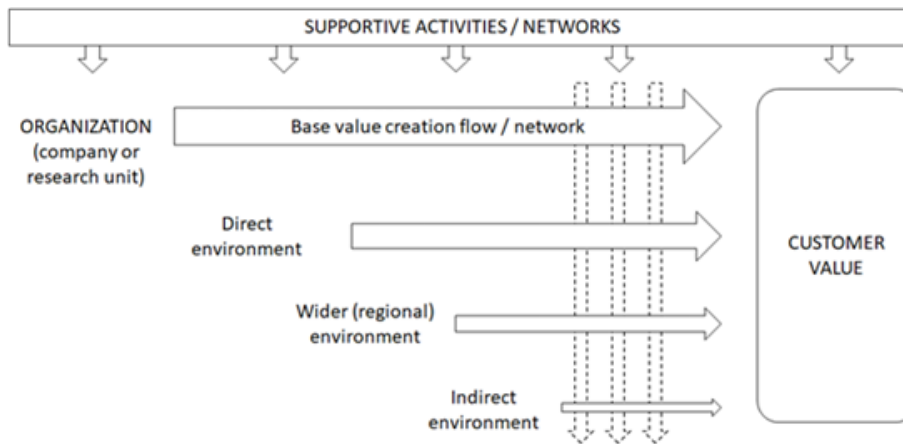 SUPPORTIVE ACTIVITIES / NETWORKS
ORGANIZATION
(company or
research unit)
Base value creation flow / network
Direct
environment
CUSTOMER
VALUE
Wider (regional)
environment
Indirect
environment